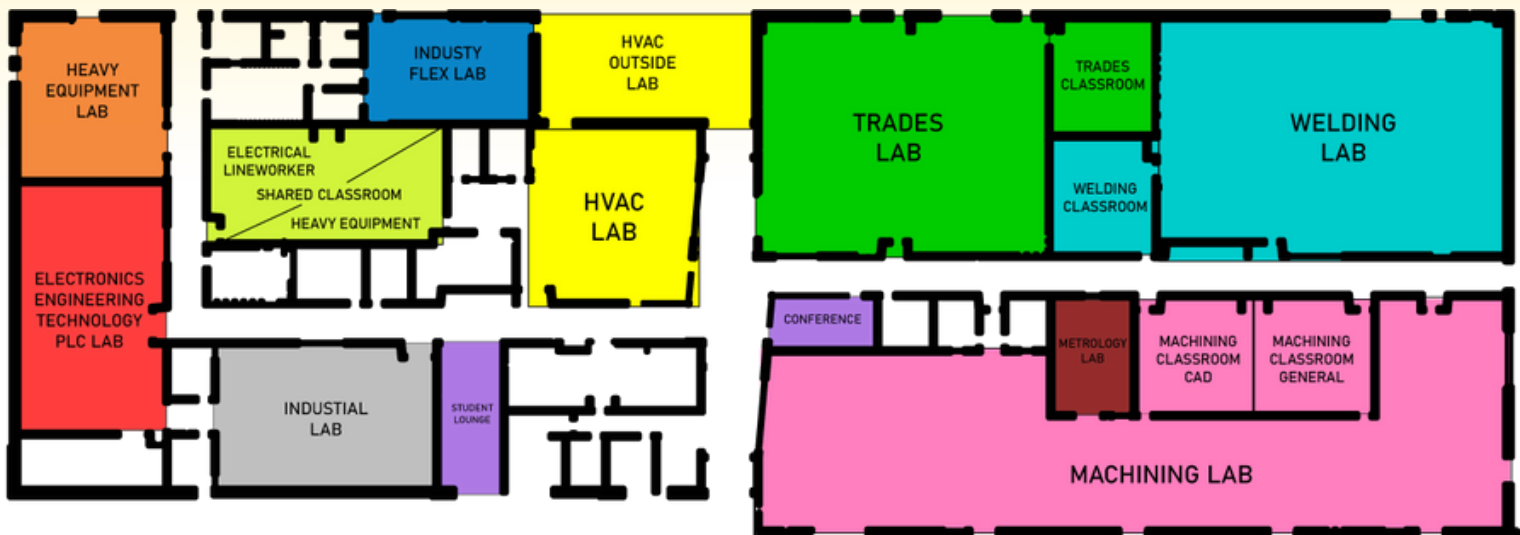 HEAVY
EQUIPMENT
LAB
INDUSTY
FLEX LAB
HVAC
OUTSIDE
LAB
TRADES
LAB
TRADES
CLASSROOM
WELDING
LAB
ELECTRICAL
LINEWORKER
SHARED CLASSROOM
HEAVY EQUIPMENT
HVAC
LAB
WELDING
CLASSROOM
ELECTRONICS
ENGINEERING
TECHNOLOGY
PLC LAB
INDUSTIAL
LAB
STUDENT
LOUNGE
CONFERENCE
METROLOGY
LAB
MACHINING
CLASSROOM
CAD
MACHINING
CLASSROOM
GENERAL
MACHINING LAB